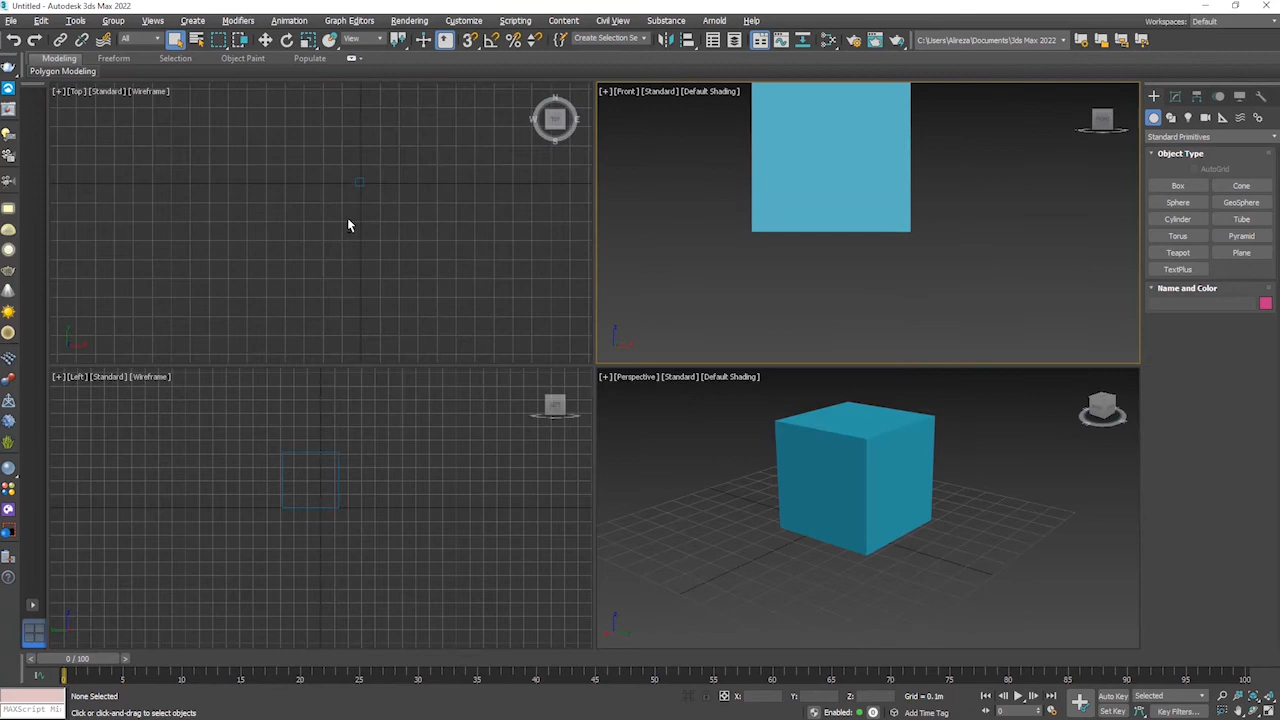 Untitled - Autodesk 3ds Max 2022
File Edit Tools Group Views Create Modifiers Animation Graph Editors Rendering Customize Scripting Content Civil View Substance Arnold Help
Workspaces: Default
All View Create Selection Se C:\Users\Alireza\Documents\3ds Max 2022
Modeling Freeform Selection Object Paint Populate
Polygon Modeling
[+] [Top] [Standard] [Wireframe]
[+] [Front] [Standard] [Default Shading]
N
W E
S
Standard Primitives
Object Type
AutoGrid
Box Cone
Sphere GeoSphere
Cylinder Tube
Torus Pyramid
Teapot Plane
TextPlus
Name and Color
[+] [Left] [Standard] [Wireframe]
[+] [Perspective] [Standard] [Default Shading]
0 / 100
0 5 10 15 20 25 30 35 40 45 50 55 60 65 70 75 80 85 90 95 100
None Selected
X: Y: Z: Grid = 0.1m
Auto Key Selected
MAXScript Mi
Click or click-and-drag to select objects
Enabled: Add Time Tag
0
Set Key Key Filters...